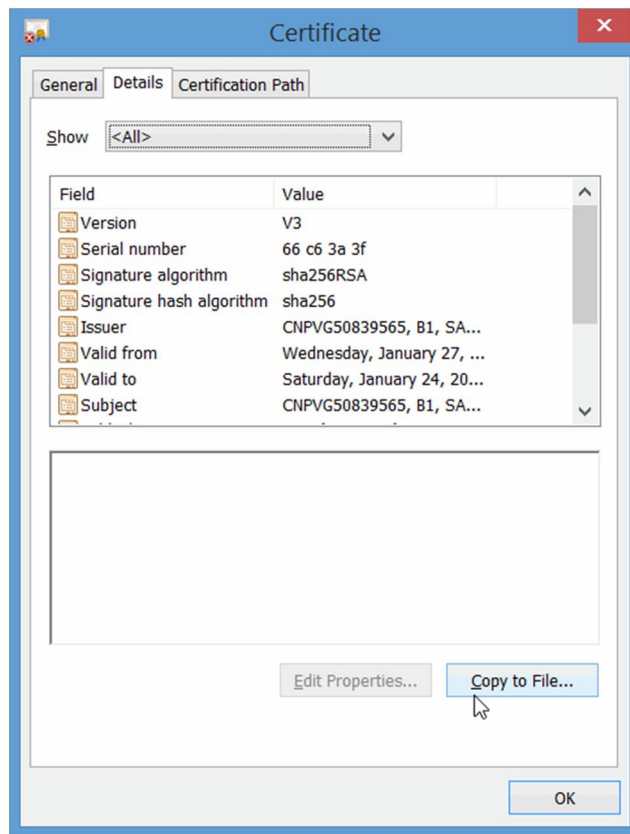 Certificate
General Details Certification Path
Show <All>
Field Value
Version V3
Serial number 66 c6 3a 3f
Signature algorithm sha256RSA
Signature hash algorithm sha256
Issuer CNPVG50839565, B1, SA...
Valid from Wednesday, January 27, ...
Valid to Saturday, January 24, 20...
Subject CNPVG50839565, B1, SA...
Edit Properties... Copy to File...
OK